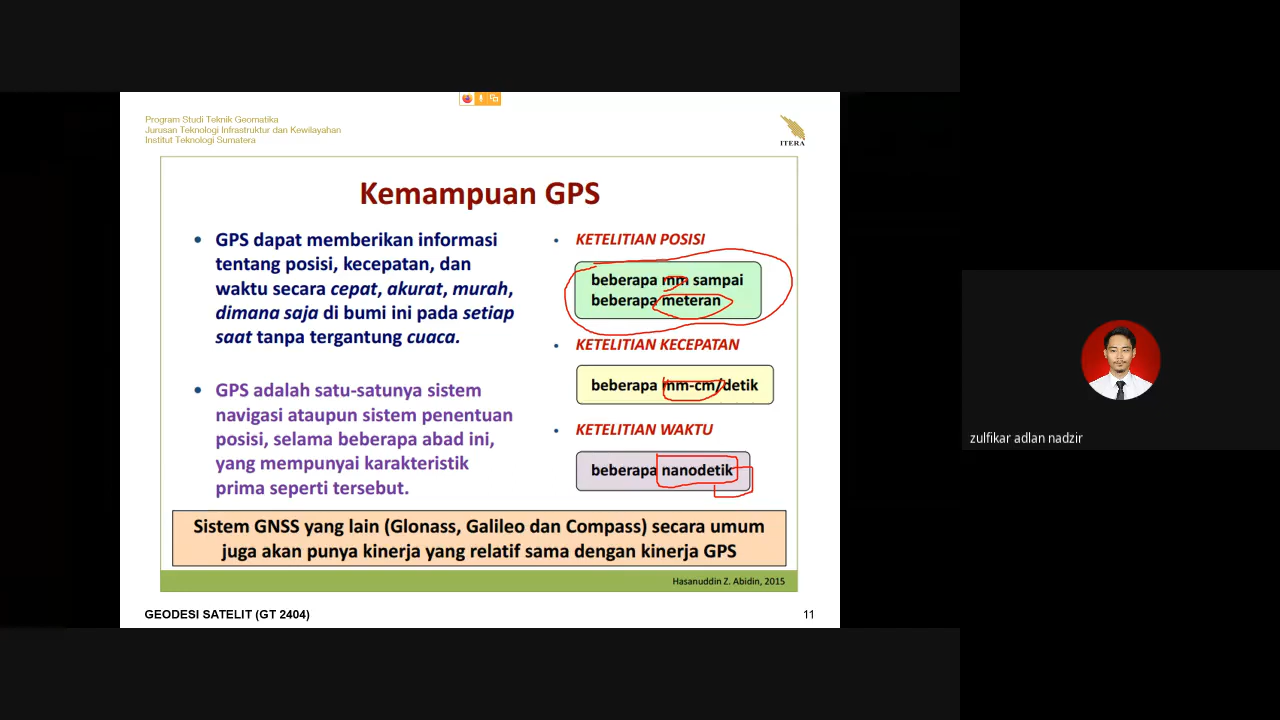 Program Studi Teknik Geomatika
Jurusan Teknologi Infrastruktur dan Kewilayahan
Institut Teknologi Sumatera
ITERA
Kemampuan GPS
• GPS dapat memberikan informasi
tentang posisi, kecepatan, dan
waktu secara cepat, akurat, murah,
dimana saja di bumi ini pada setiap
saat tanpa tergantung cuaca.
• GPS adalah satu-satunya sistem
navigasi ataupun sistem penentuan
posisi, selama beberapa abad ini,
yang mempunyai karakteristik
prima seperti tersebut.
• KETELITIAN POSISI
beberapa mm sampai
beberapa meteran
• KETELITIAN KECEPATAN
beberapa mm-cm/detik
• KETELITIAN WAKTU
beberapa nanodetik
Sistem GNSS yang lain (Glonass, Galileo dan Compass) secara umum
juga akan punya kinerja yang relatif sama dengan kinerja GPS
Hasanuddin Z. Abidin, 2015
GEODESI SATELIT (GT 2404)
11
zulfikar adlan nadzir